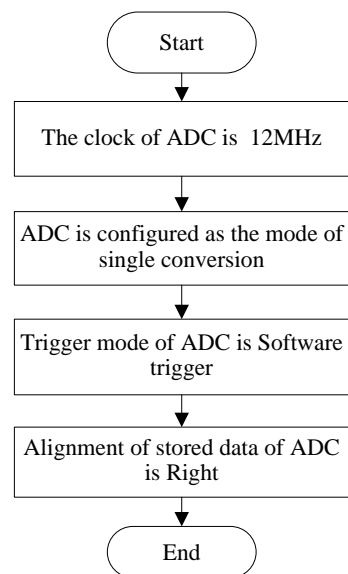 Start
The clock of ADC is 12MHz
ADC is configured as the mode of
single conversion
Trigger mode of ADC is Software
trigger
Alignment of stored data of ADC
is Right
End